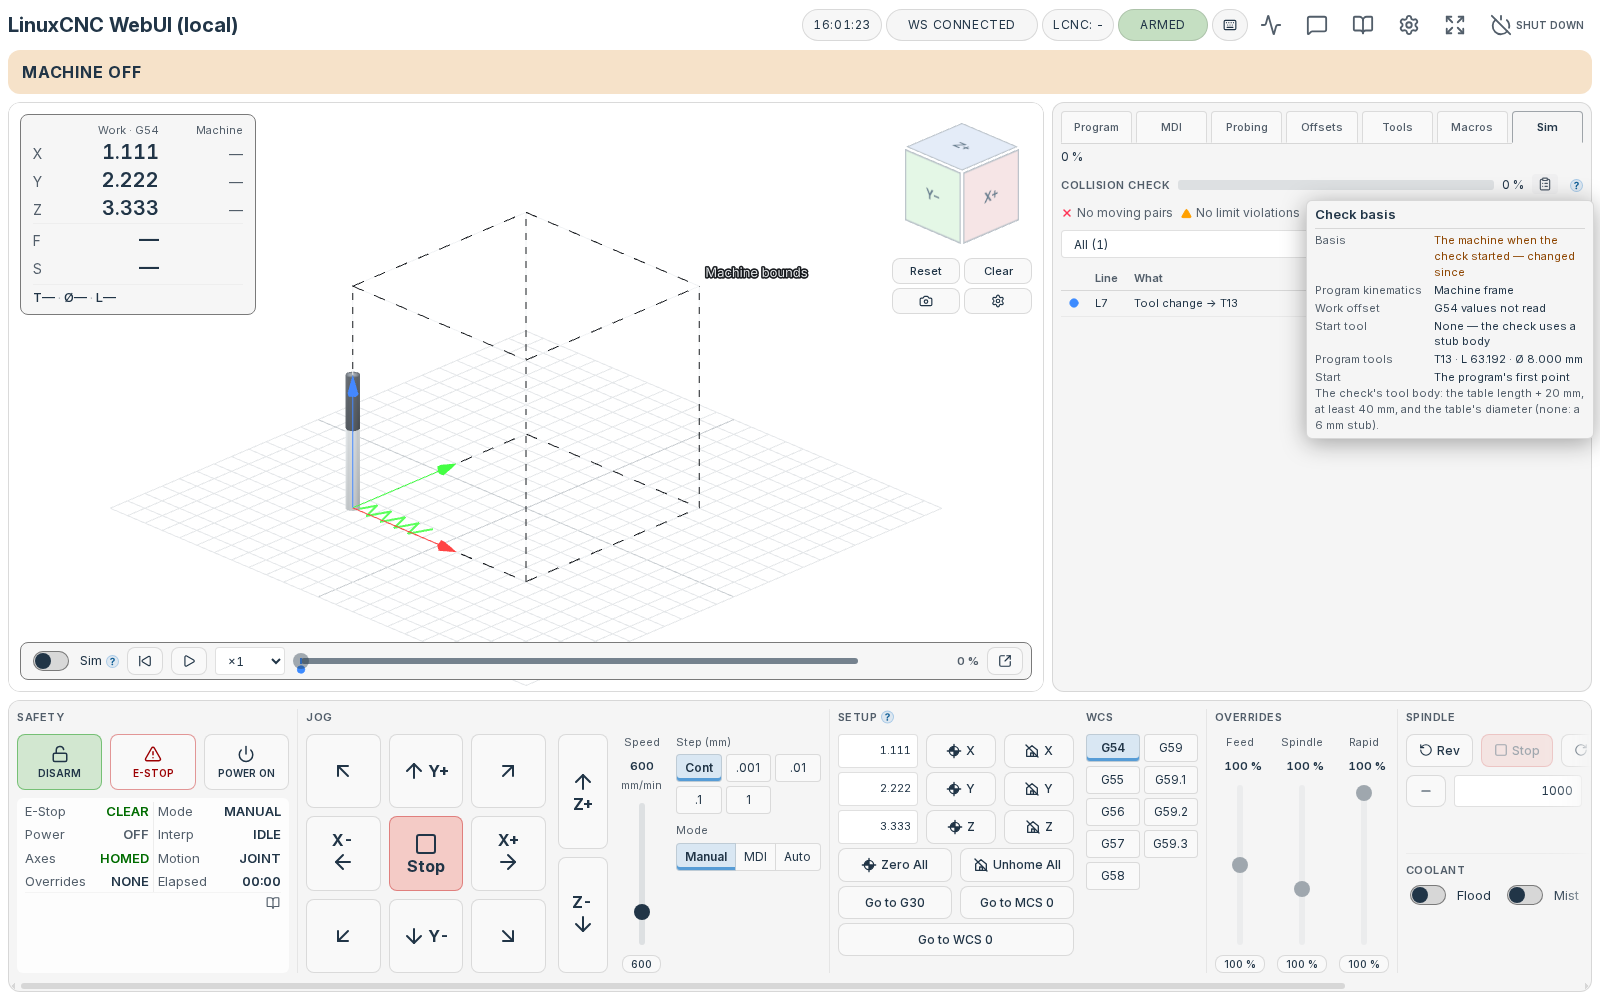 LinuxCNC WebUI (local)
16:01:23
WS CONNECTED
LCNC: -
ARMED
SHUT DOWN
MACHINE OFF
Work · G54
Machine
X
1.111
—
Y
2.222
—
Z
3.333
—
F
—
S
—
T— · Ø— · L—
Z+
Y−
X+
Reset
Clear
Machine bounds
Sim
×1
0 %
Program
MDI
Probing
Offsets
Tools
Macros
Sim
0 %
COLLISION CHECK
0 %
No moving pairs
No limit violations
All (1)
Line
What
L7
Tool change → T13
Check basis
Basis
The machine when the
check started — changed
since
Program kinematics
Machine frame
Work offset
G54 values not read
Start tool
None — the check uses a
stub body
Program tools
T13 · L 63.192 · Ø 8.000 mm
Start
The program's first point
The check's tool body: the table length + 20 mm,
at least 40 mm, and the table's diameter (none: a
6 mm stub).
SAFETY
DISARM
E-STOP
POWER ON
E-Stop
CLEAR
Mode
MANUAL
Power
OFF
Interp
IDLE
Axes
HOMED
Motion
JOINT
Overrides
NONE
Elapsed
00:00
JOG
Y+
X-
Stop
X+
Y-
Z+
Z-
Speed
600
mm/min
600
Step (mm)
Cont
.001
.01
.1
1
Mode
Manual
MDI
Auto
SETUP
1.111
X
X
2.222
Y
Y
3.333
Z
Z
Zero All
Unhome All
Go to G30
Go to MCS 0
Go to WCS 0
WCS
G54
G59
G55
G59.1
G56
G59.2
G57
G59.3
G58
OVERRIDES
Feed
Spindle
Rapid
100 %
100 %
100 %
100 %
100 %
100 %
SPINDLE
Rev
Stop
1000
COOLANT
Flood
Mist